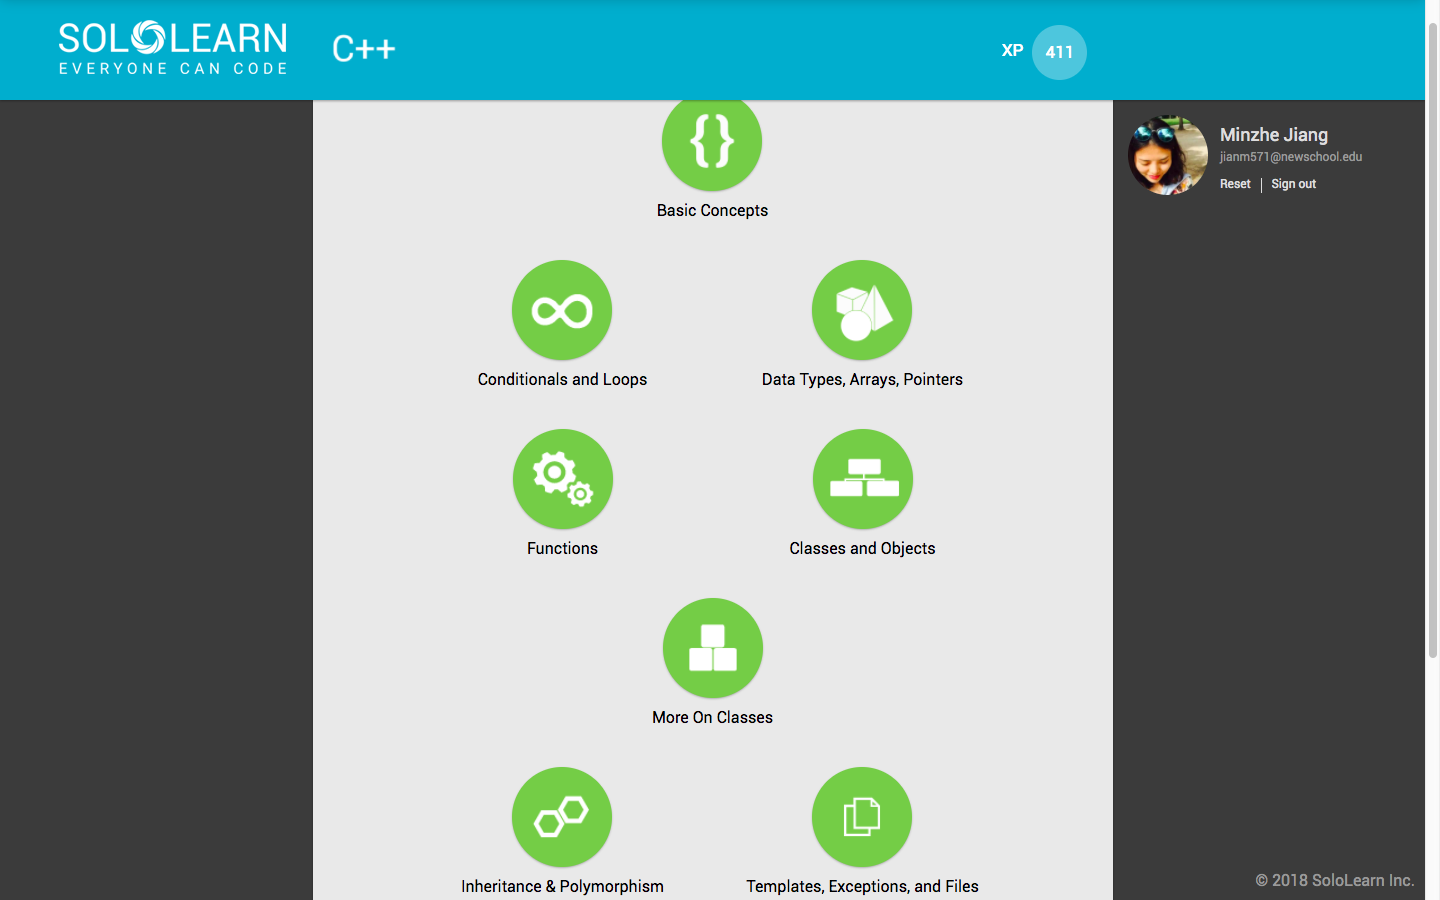 SOLOLEARN
EVERYONE CAN CODE
C++
XP 411
Minzhe Jiang
jianm571@newschool.edu
Reset | Sign out
{}
Basic Concepts
Conditionals and Loops
Data Types, Arrays, Pointers
Functions
Classes and Objects
More On Classes
Inheritance & Polymorphism
Templates, Exceptions, and Files
© 2018 SoloLearn Inc.